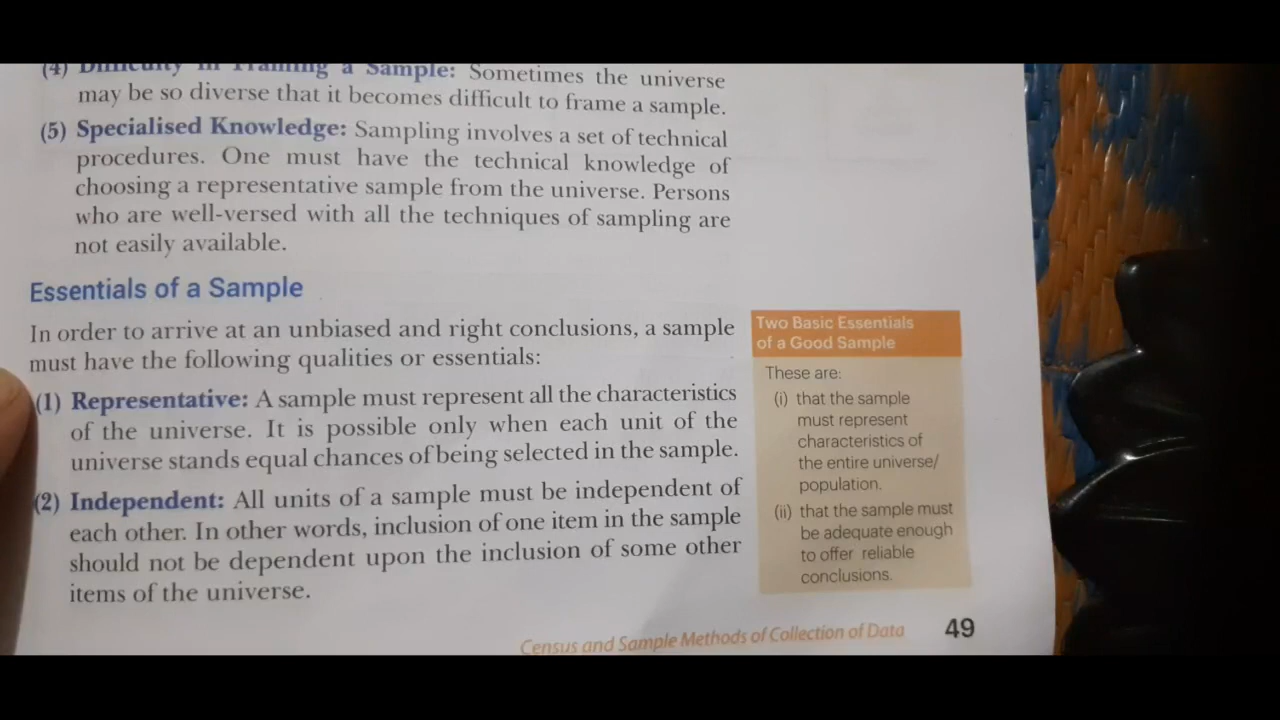 (4) Difficulty in Framing a Sample: Sometimes the universe
may be so diverse that it becomes difficult to frame a sample.
(5) Specialised Knowledge: Sampling involves a set of technical
procedures. One must have the technical knowledge of
choosing a representative sample from the universe. Persons
who are well-versed with all the techniques of sampling are
not easily available.
Essentials of a Sample
In order to arrive at an unbiased and right conclusions, a sample
must have the following qualities or essentials:
(1) Representative: A sample must represent all the characteristics
of the universe. It is possible only when each unit of the
universe stands equal chances of being selected in the sample.
(2) Independent: All units of a sample must be independent of
each other. In other words, inclusion of one item in the sample
should not be dependent upon the inclusion of some other
items of the universe.
Two Basic Essentials
of a Good Sample
These are:
(i) that the sample
must represent
characteristics of
the entire universe/
population.
(ii) that the sample must
be adequate enough
to offer reliable
conclusions.
Census and Sample Methods of Collection of Data 49